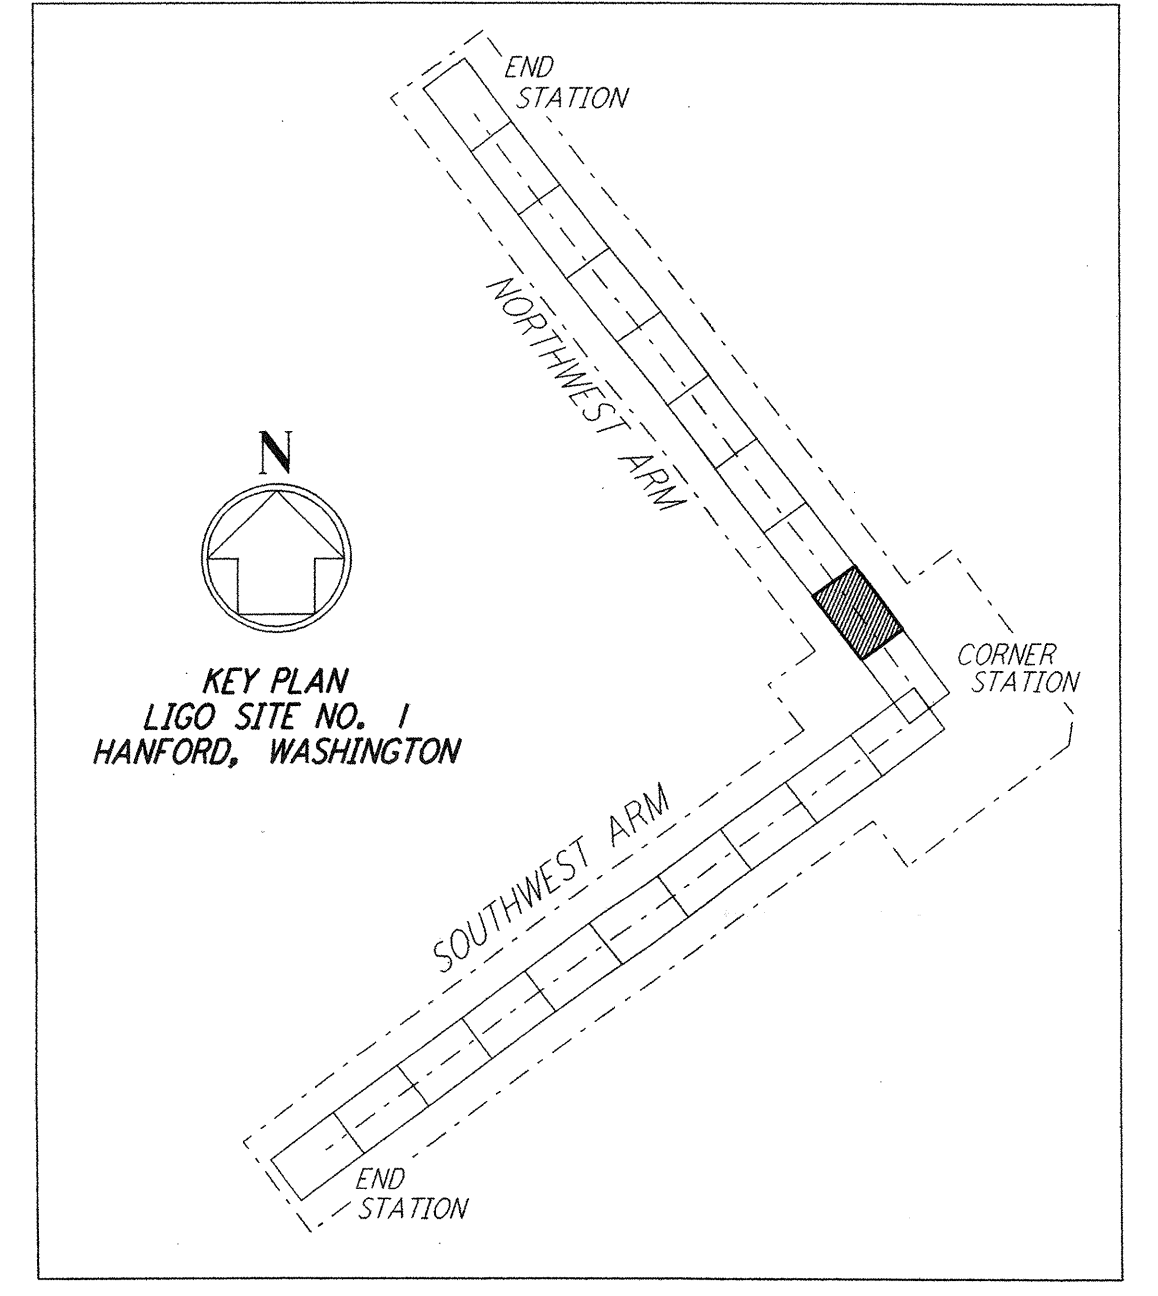 END
STATION
NORTHWEST ARM
N
KEY PLAN
LIGO SITE NO. 1
HANFORD, WASHINGTON
CORNER
STATION
SOUTHWEST ARM
END
STATION